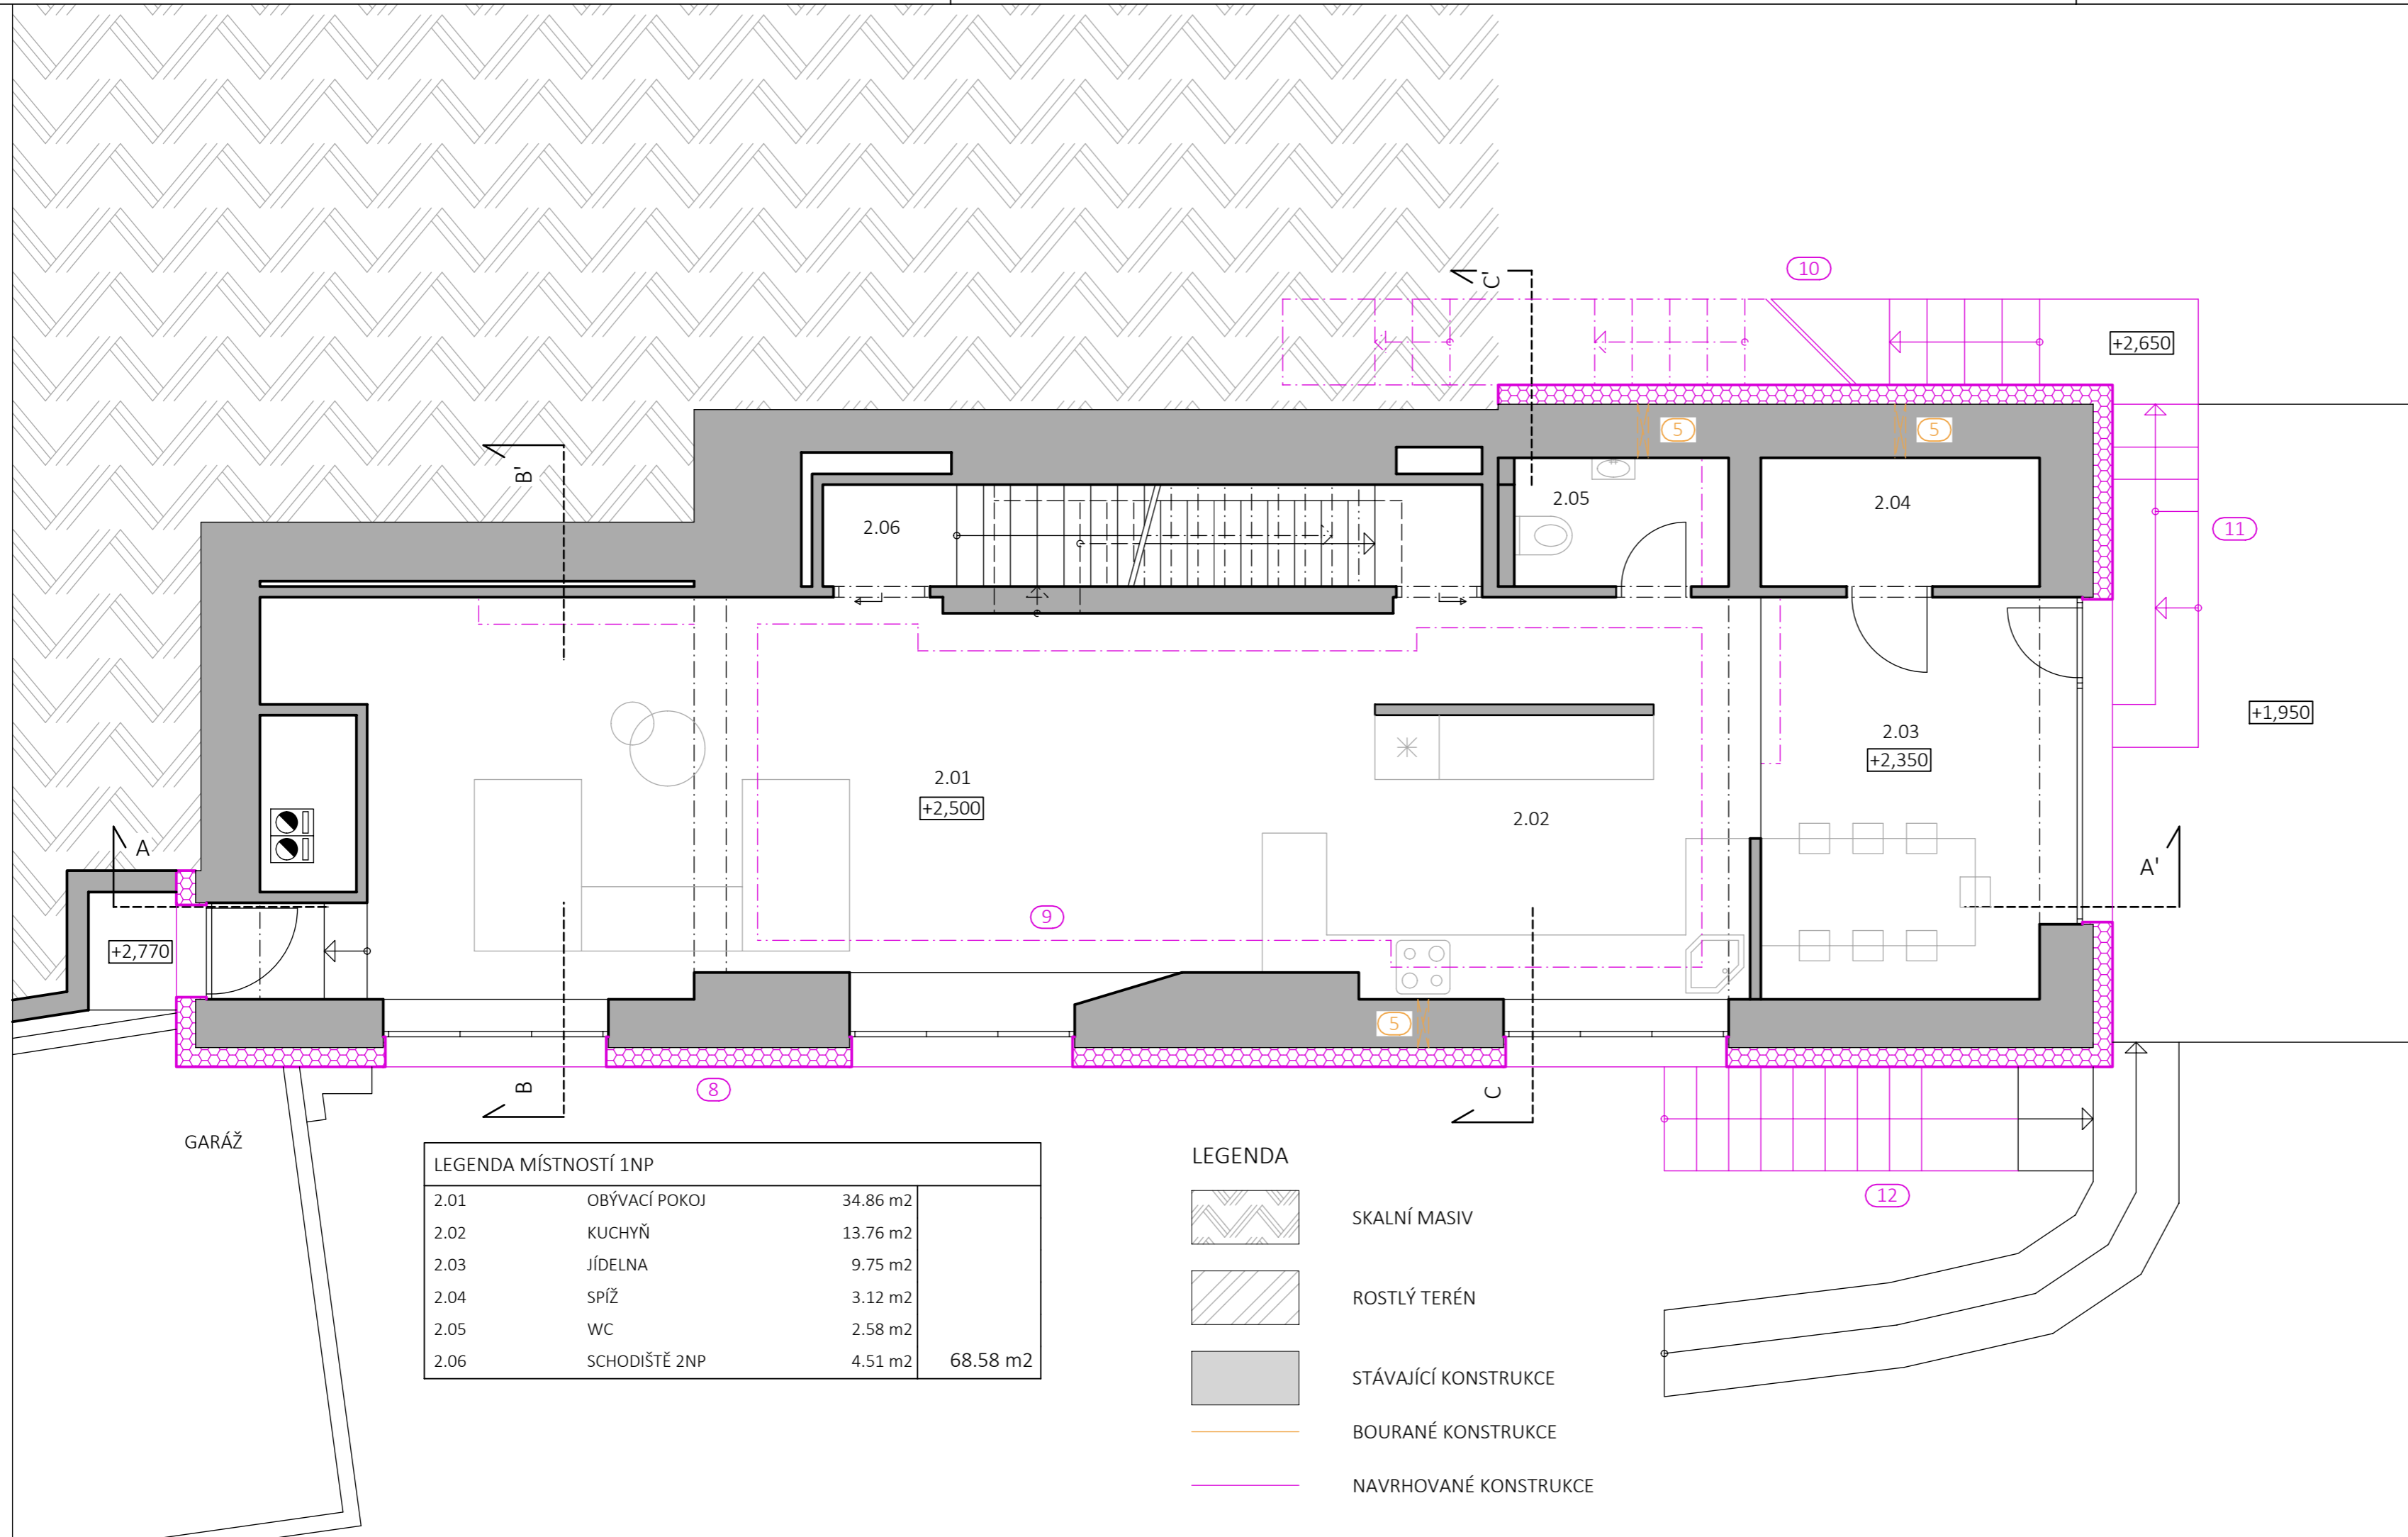 10
C'
+2,650
5
5
B'
2.05
2.04
2.06
11
+1,950
2.03
+2,350
2.01
+2,500
2.02
A
A'
9
+2,770
5
B
8
C
GARÁŽ
12
LEGENDA MÍSTNOSTÍ 1NP
2.01 OBÝVACÍ POKOJ 34.86 m2
2.02 KUCHYŇ 13.76 m2
2.03 JÍDELNA 9.75 m2
2.04 SPÍŽ 3.12 m2
2.05 WC 2.58 m2
2.06 SCHODIŠTĚ 2NP 4.51 m2 68.58 m2
LEGENDA
SKALNÍ MASIV
ROSTLÝ TERÉN
STÁVAJÍCÍ KONSTRUKCE
BOURANÉ KONSTRUKCE
NAVRHOVANÉ KONSTRUKCE